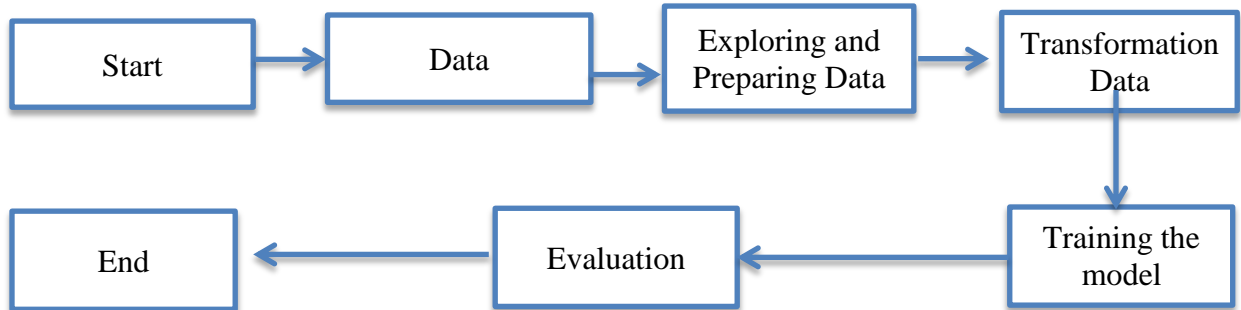 Start
Data
Exploring and
Preparing Data
Transformation
Data
Training the
model
Evaluation
End